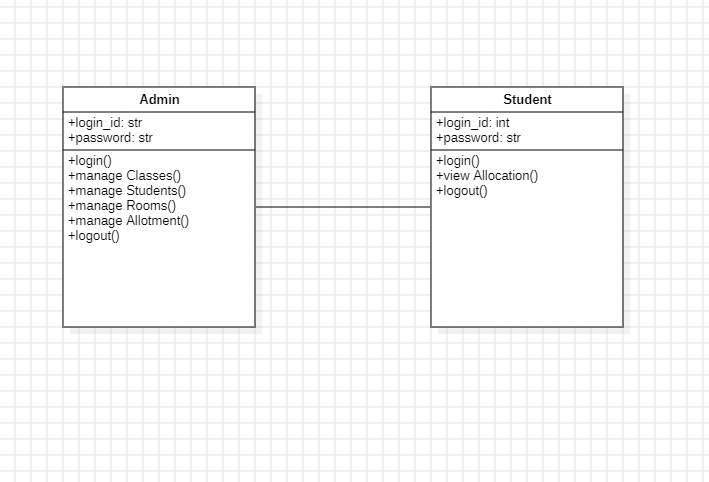 Admin
+login_id: str
+password: str
+login()
+manage Classes()
+manage Students()
+manage Rooms()
+manage Allotment()
+logout()
Student
+login_id: int
+password: str
+login()
+view Allocation()
+logout()